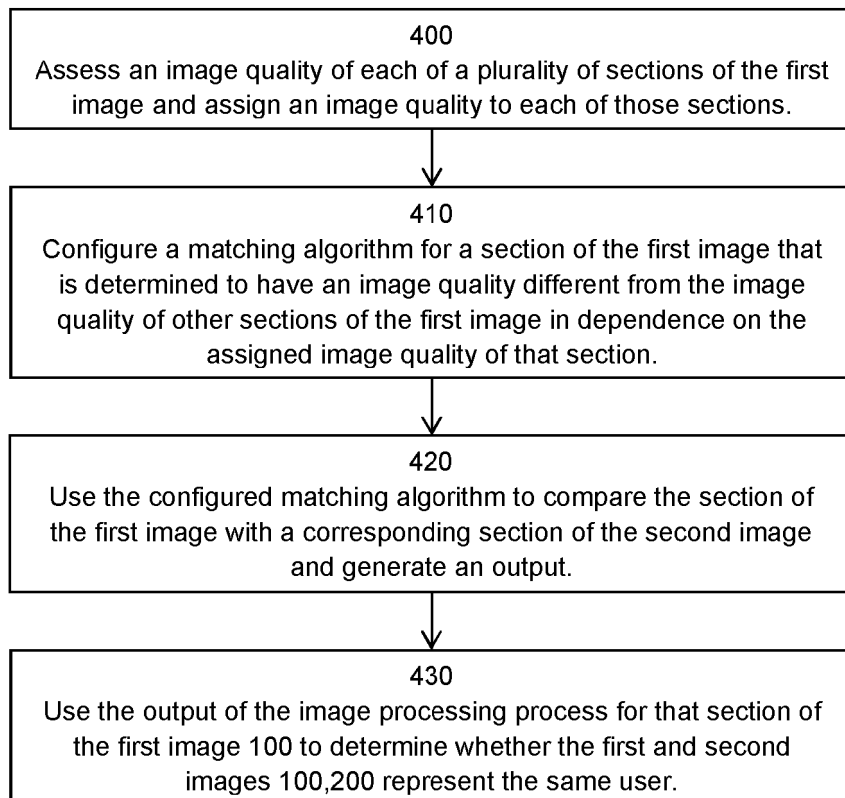 400
Assess an image quality of each of a plurality of sections of the first
image and assign an image quality to each of those sections.
410
Configure a matching algorithm for a section of the first image that
is determined to have an image quality different from the image
quality of other sections of the first image in dependence on the
assigned image quality of that section.
420
Use the configured matching algorithm to compare the section of
the first image with a corresponding section of the second image
and generate an output.
430
Use the output of the image processing process for that section of
the first image 100 to determine whether the first and second
images 100,200 represent the same user.